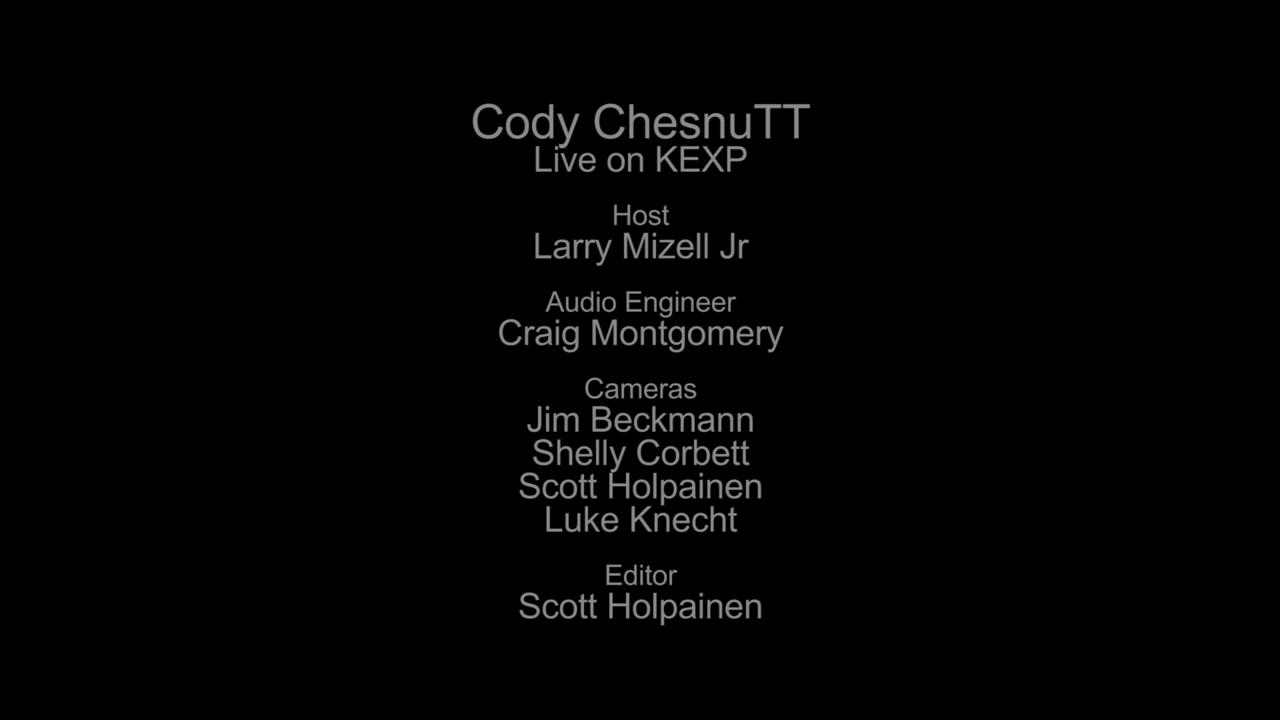 Cody ChesnuTT
Live on KEXP
Host
Larry Mizell Jr
Audio Engineer
Craig Montgomery
Cameras
Jim Beckmann
Shelly Corbett
Scott Holpainen
Luke Knecht
Editor
Scott Holpainen